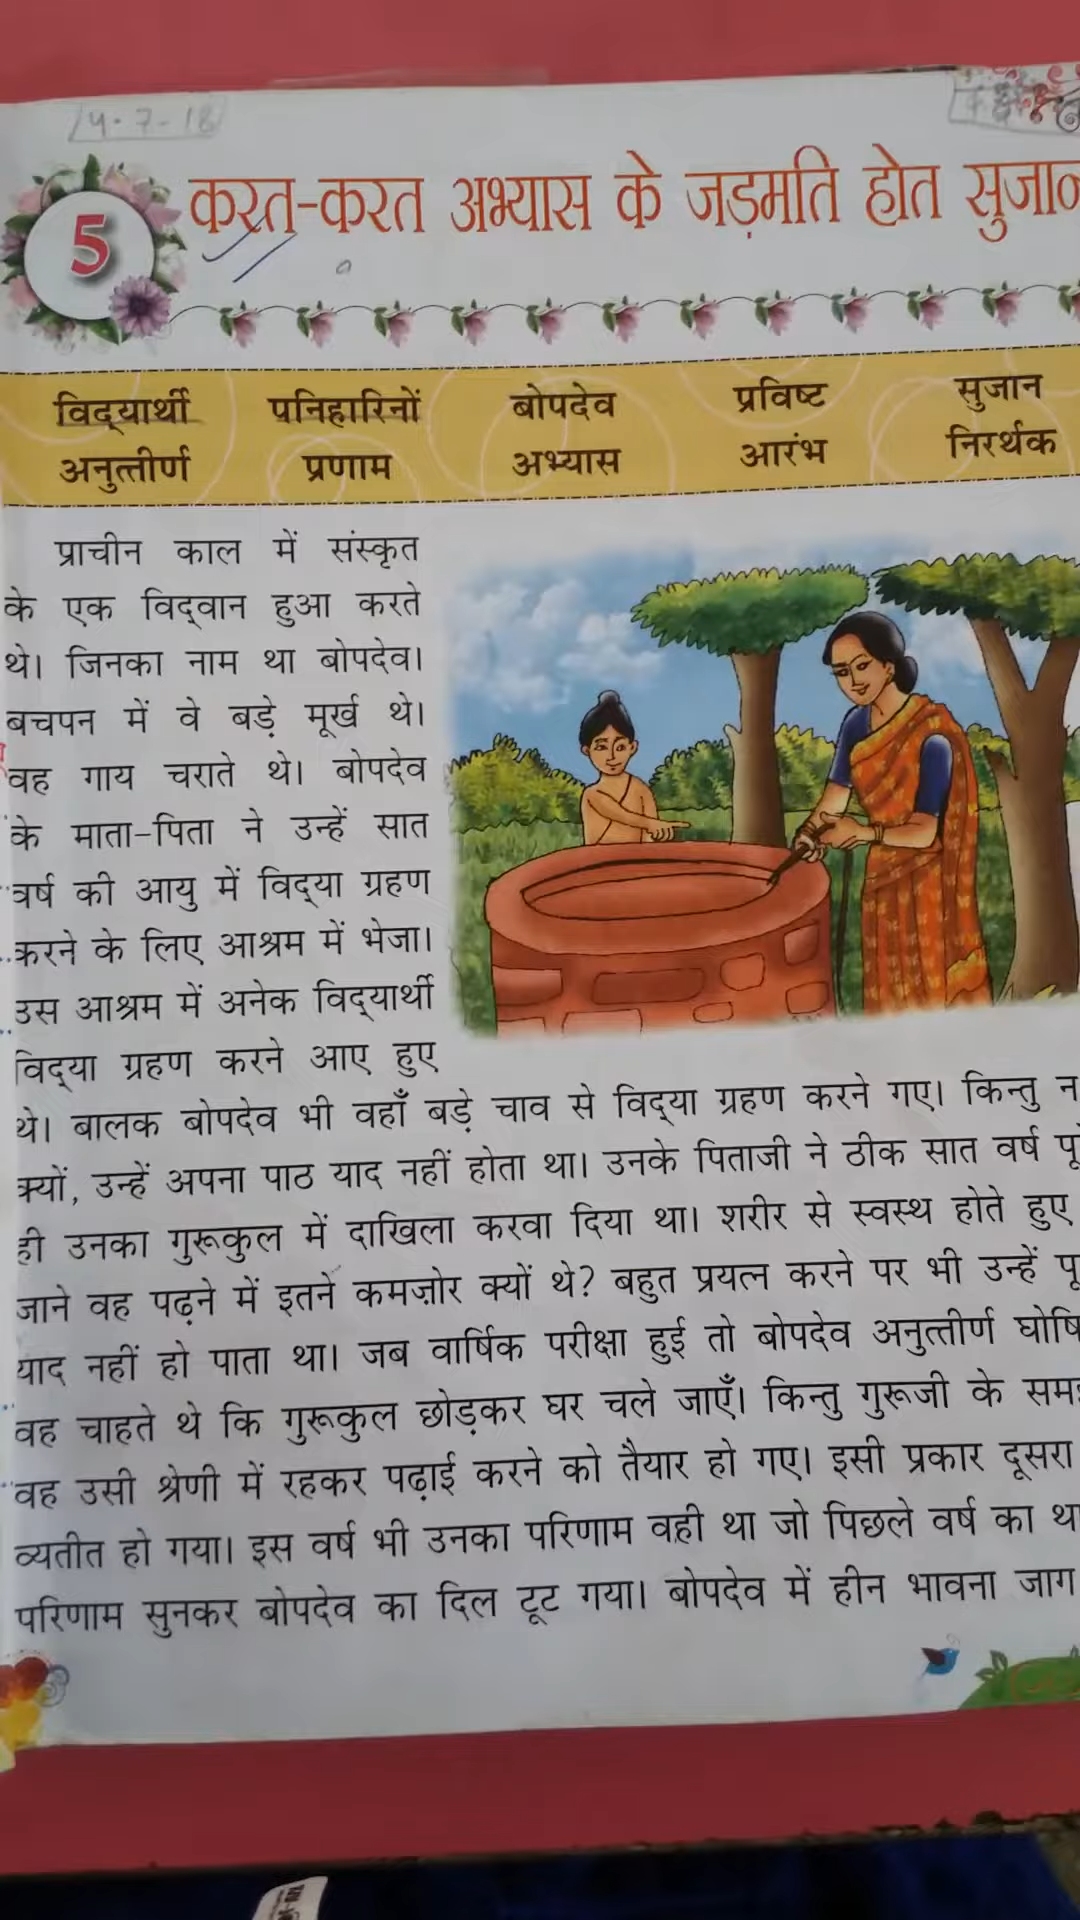 14-7-18
करत-करत अभ्यास के जड़मति होत सुजान
5
विद्यार्थी पनिहारिनों बोपदेव प्रविष्ट सुजान
अनुत्तीर्ण प्रणाम अभ्यास आरंभ निरर्थक
प्राचीन काल में संस्कृत
के एक विद्वान हुआ करते
थे। जिनका नाम था बोपदेव।
बचपन में वे बड़े मूर्ख थे।
वह गाय चराते थे। बोपदेव
के माता-पिता ने उन्हें सात
वर्ष की आयु में विद्या ग्रहण
करने के लिए आश्रम में भेजा।
उस आश्रम में अनेक विद्यार्थी
विद्या ग्रहण करने आए हुए
थे। बालक बोपदेव भी वहाँ बड़े चाव से विद्या ग्रहण करने गए। किन्तु न
क्यों, उन्हें अपना पाठ याद नहीं होता था। उनके पिताजी ने ठीक सात वर्ष
ही उनका गुरूकुल में दाखिला करवा दिया था। शरीर से स्वस्थ होते हुए
जाने वह पढ़ने में इतने कमज़ोर क्यों थे? बहुत प्रयत्न करने पर भी उन्हें
याद नहीं हो पाता था। जब वार्षिक परीक्षा हुई तो बोपदेव अनुत्तीर्ण
वह चाहते थे कि गुरूकुल छोड़कर घर चले जाएँ। किन्तु गुरूजी के
वह उसी श्रेणी में रहकर पढ़ाई करने को तैयार हो गए। इसी प्रकार दूसरा
व्यतीत हो गया। इस वर्ष भी उनका परिणाम वही था जो पिछले वर्ष का
परिणाम सुनकर बोपदेव का दिल टूट गया। बोपदेव में हीन भावना जाग